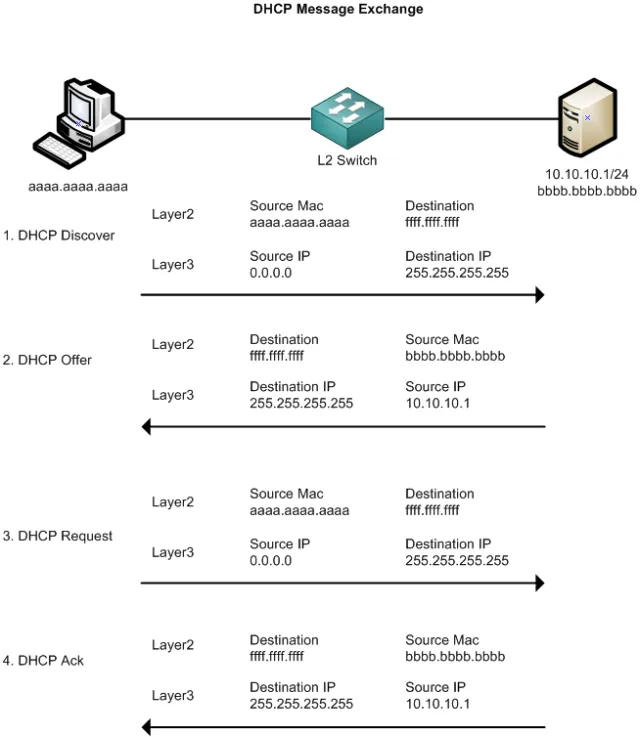 DHCP Message Exchange
L2 Switch
10.10.10.1/24
aaaa.aaaa.aaaa
bbbb.bbbb.bbbb
1. DHCP Discover
Layer2
Source Mac
aaaa.aaaa.aaaa
Destination
ffff.ffff.ffff
Layer3
Source IP
0.0.0.0
Destination IP
255.255.255.255
2. DHCP Offer
Layer2
Destination
ffff.ffff.ffff
Source Mac
bbbb.bbbb.bbbb
Layer3
Destination IP
255.255.255.255
Source IP
10.10.10.1
3. DHCP Request
Layer2
Source Mac
aaaa.aaaa.aaaa
Destination
ffff.ffff.ffff
Layer3
Source IP
0.0.0.0
Destination IP
255.255.255.255
4. DHCP Ack
Layer2
Destination
ffff.ffff.ffff
Source Mac
bbbb.bbbb.bbbb
Layer3
Destination IP
255.255.255.255
Source IP
10.10.10.1